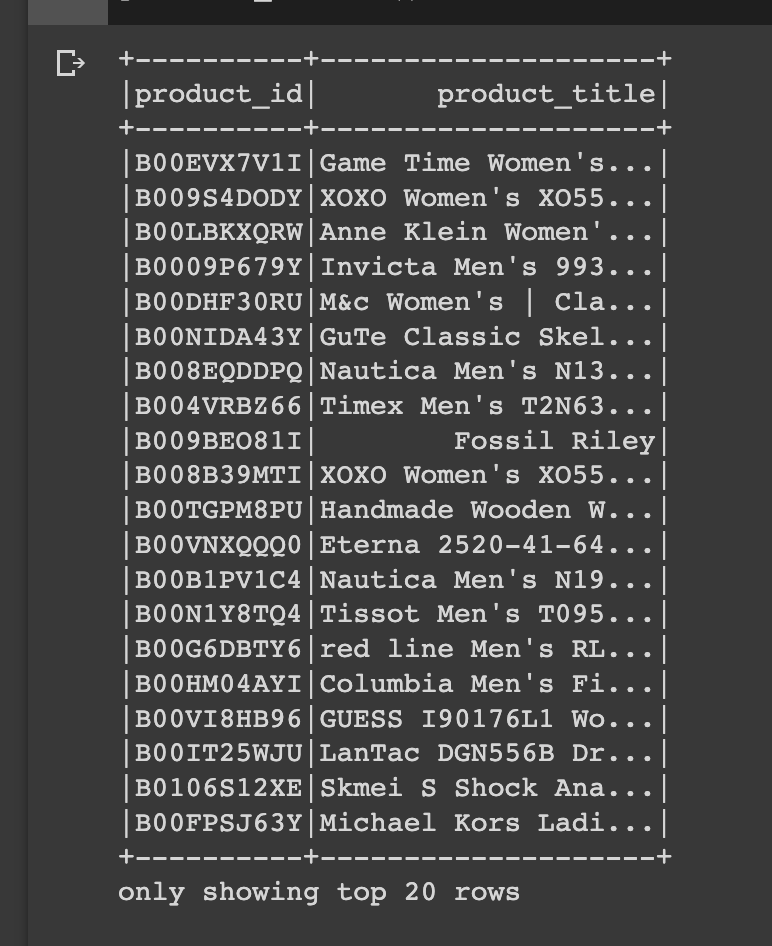 +----------+--------------------+
|product_id|       product_title|
+----------+--------------------+
|B00EVX7V1I|Game Time Women's...|
|B009S4DODY|XOXO Women's XO55...|
|B00LBKXQRW|Anne Klein Women'...|
|B0009P679Y|Invicta Men's 993...|
|B00DHF30RU|M&c Women's | Cla...|
|B00NIDA43Y|GuTe Classic Skel...|
|B008EQDDPQ|Nautica Men's N13...|
|B004VRBZ66|Timex Men's T2N63...|
|B009BEO81I|        Fossil Riley|
|B008B39MTI|XOXO Women's XO55...|
|B00TGPM8PU|Handmade Wooden W...|
|B00VNXQQQ0|Eterna 2520-41-64...|
|B00B1PV1C4|Nautica Men's N19...|
|B00N1Y8TQ4|Tissot Men's T095...|
|B00G6DBTY6|red line Men's RL...|
|B00HM04AYI|Columbia Men's Fi...|
|B00VI8HB96|GUESS I90176L1 Wo...|
|B00IT25WJU|LanTac DGN556B Dr...|
|B0106S12XE|Skmei S Shock Ana...|
|B00FPSJ63Y|Michael Kors Ladi...|
+----------+--------------------+
only showing top 20 rows